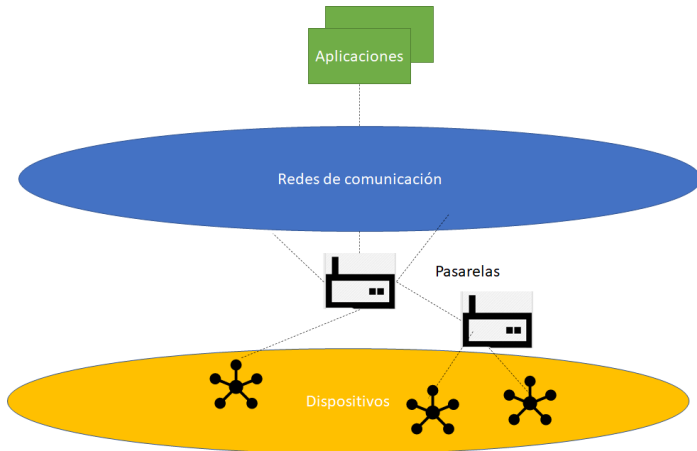 Aplicaciones
Redes de comunicación
Pasarelas
Dispositivos